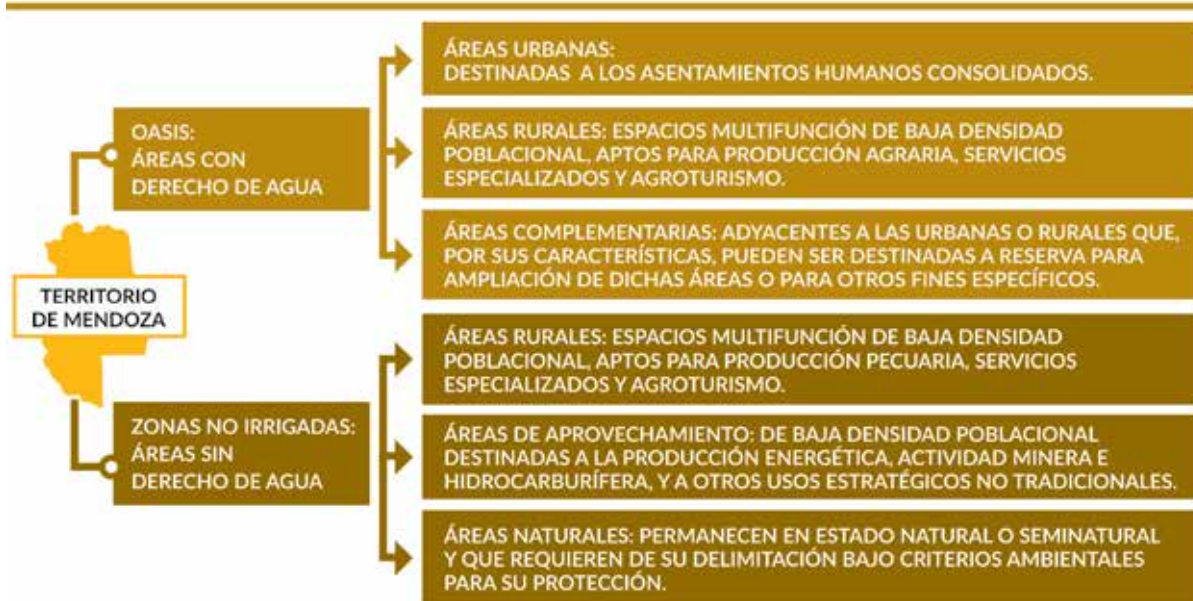 TERRITORIO
DE MENDOZA
OASIS:
ÁREAS CON
DERECHO DE AGUA
ÁREAS URBANAS:
DESTINADAS A LOS ASENTAMIENTOS HUMANOS CONSOLIDADOS.
ÁREAS RURALES: ESPACIOS MULTIFUNCIÓN DE BAJA DENSIDAD
POBLACIONAL, APTOS PARA PRODUCCIÓN AGRARIA, SERVICIOS
ESPECIALIZADOS Y AGROTURISMO.
ÁREAS COMPLEMENTARIAS: ADYACENTES A LAS URBANAS O RURALES QUE,
POR SUS CARACTERÍSTICAS, PUEDEN SER DESTINADAS A RESERVA PARA
AMPLIACIÓN DE DICHAS ÁREAS O PARA OTROS FINES ESPECÍFICOS.
ZONAS NO IRRIGADAS:
ÁREAS SIN
DERECHO DE AGUA
ÁREAS RURALES: ESPACIOS MULTIFUNCIÓN DE BAJA DENSIDAD
POBLACIONAL, APTOS PARA PRODUCCIÓN PECUARIA, SERVICIOS
ESPECIALIZADOS Y AGROTURISMO.
ÁREAS DE APROVECHAMIENTO: DE BAJA DENSIDAD POBLACIONAL
DESTINADAS A LA PRODUCCIÓN ENERGÉTICA, ACTIVIDAD MINERA E
HIDROCARBURÍFERA, Y A OTROS USOS ESTRATÉGICOS NO TRADICIONALES.
ÁREAS NATURALES: PERMANECEN EN ESTADO NATURAL O SEMINATURAL
Y QUE REQUIEREN DE SU DELIMITACIÓN BAJO CRITERIOS AMBIENTALES
PARA SU PROTECCIÓN.